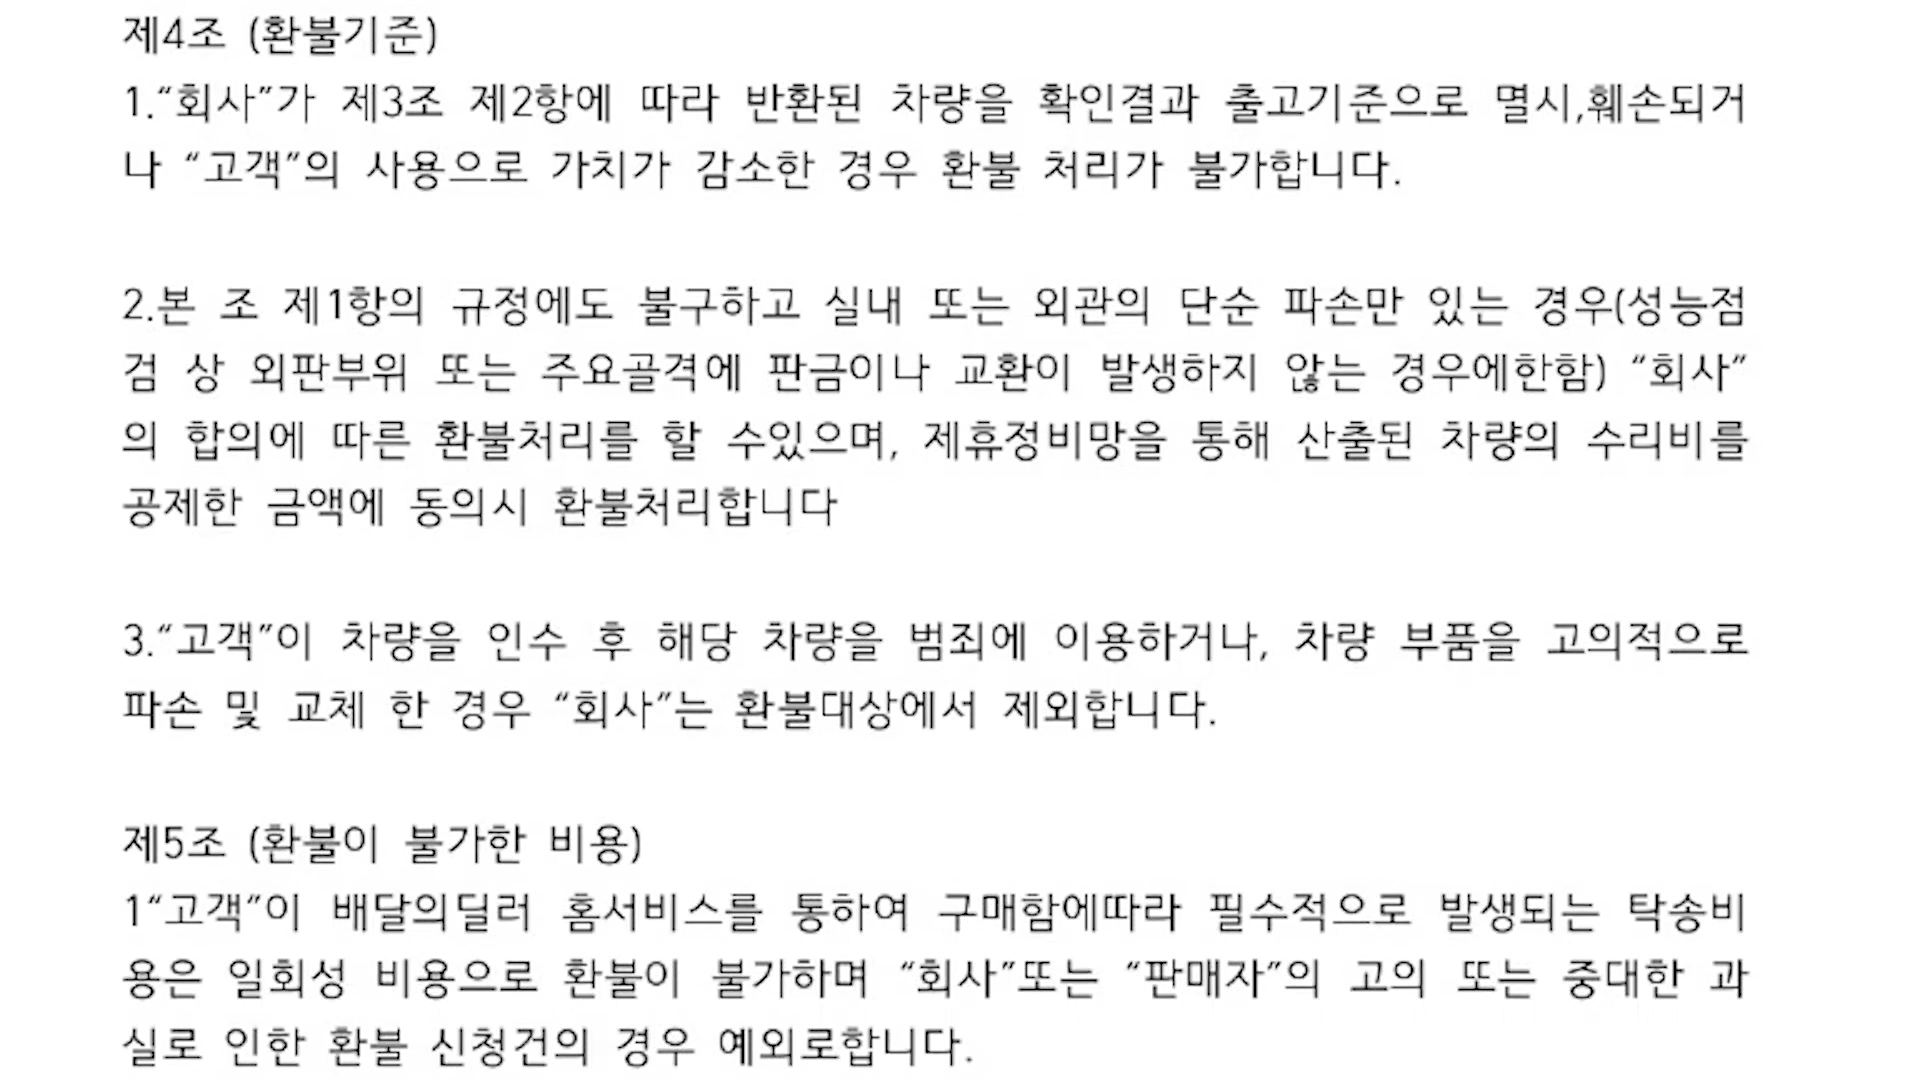 제4조 (환불기준)
1.“회사”가 제3조 제2항에 따라 반환된 차량을 확인결과 출고기준으로 멸시,훼손되거
나 “고객”의 사용으로 가치가 감소한 경우 환불 처리가 불가합니다.
2.본 조 제1항의 규정에도 불구하고 실내 또는 외관의 단순 파손만 있는 경우(성능점
검 상 외판부위 또는 주요골격에 판금이나 교환이 발생하지 않는 경우에한함) “회사”
의 합의에 따른 환불처리를 할 수있으며, 제휴정비망을 통해 산출된 차량의 수리비를
공제한 금액에 동의시 환불처리합니다
3.“고객”이 차량을 인수 후 해당 차량을 범죄에 이용하거나, 차량 부품을 고의적으로
파손 및 교체 한 경우 “회사”는 환불대상에서 제외합니다.
제5조 (환불이 불가한 비용)
1“고객”이 배달의딜러 홈서비스를 통하여 구매함에따라 필수적으로 발생되는 탁송비
용은 일회성 비용으로 환불이 불가하며 “회사”또는 “판매자”의 고의 또는 중대한 과
실로 인한 환불 신청건의 경우 예외로합니다.